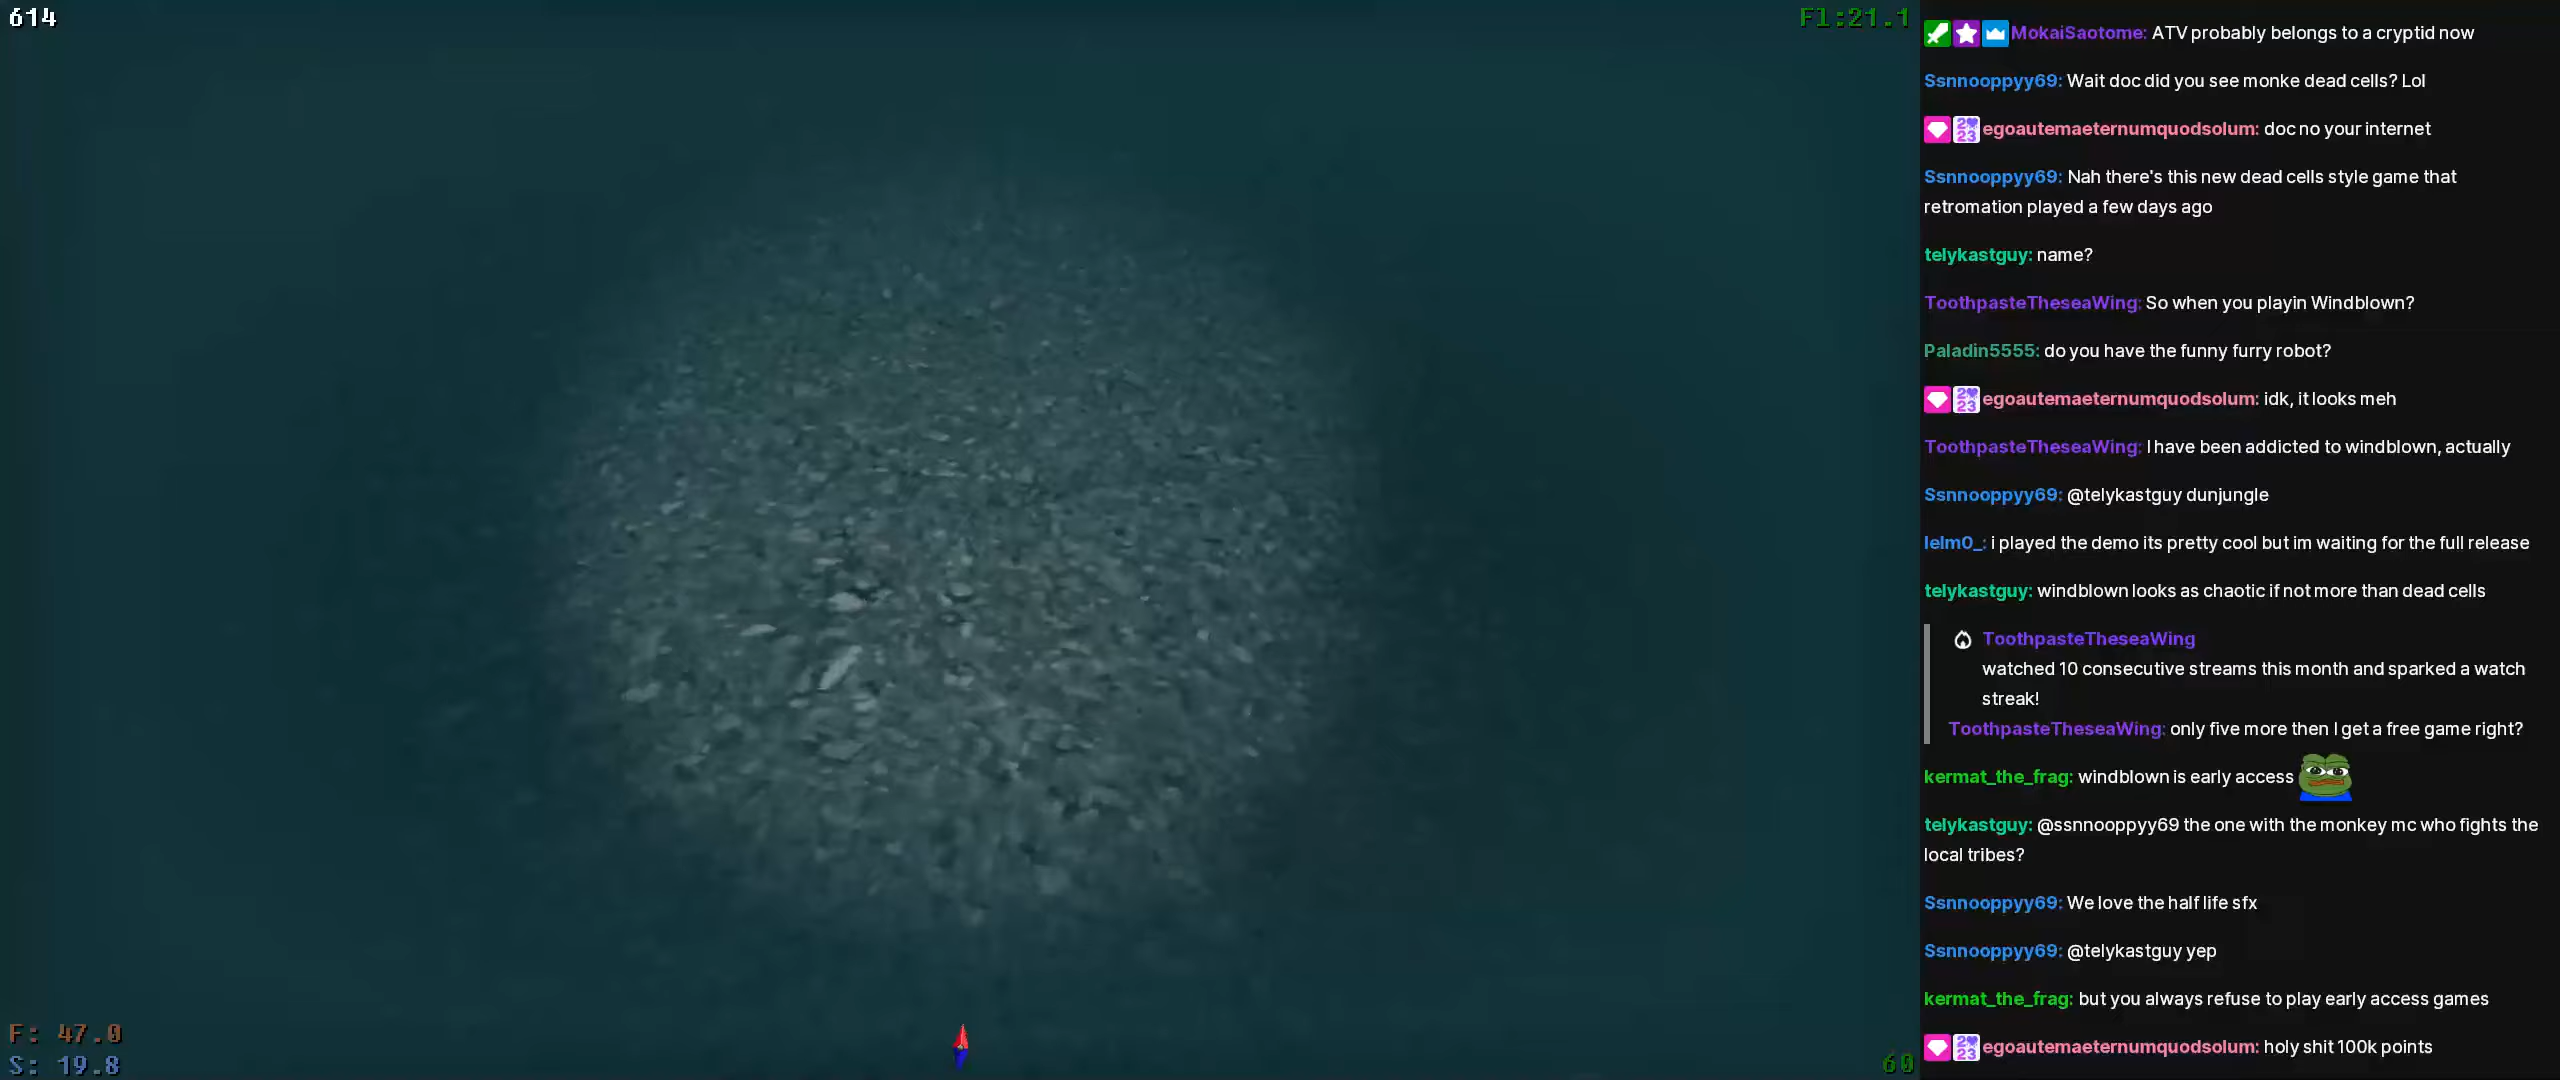 614
Fl:21.1
F: 47.0
S: 19.8
60
MokaiSaotome: ATV probably belongs to a cryptid now
Ssnnooppyy69: Wait doc did you see monke dead cells? Lol
egoautemaeternumquodsolum: doc no your internet
Ssnnooppyy69: Nah there's this new dead cells style game that
retromation played a few days ago
telykastguy: name?
ToothpasteTheseaWing: So when you playin Windblown?
Paladin5555: do you have the funny furry robot?
egoautemaeternumquodsolum: idk, it looks meh
ToothpasteTheseaWing: I have been addicted to windblown, actually
Ssnnooppyy69: @telykastguy dunjungle
lelm0_: i played the demo its pretty cool but im waiting for the full release
telykastguy: windblown looks as chaotic if not more than dead cells
ToothpasteTheseaWing
watched 10 consecutive streams this month and sparked a watch
streak!
ToothpasteTheseaWing: only five more then I get a free game right?
kermat_the_frag: windblown is early access
telykastguy: @ssnnooppyy69 the one with the monkey mc who fights the
local tribes?
Ssnnooppyy69: We love the half life sfx
Ssnnooppyy69: @telykastguy yep
kermat_the_frag: but you always refuse to play early access games
egoautemaeternumquodsolum: holy shit 100k points